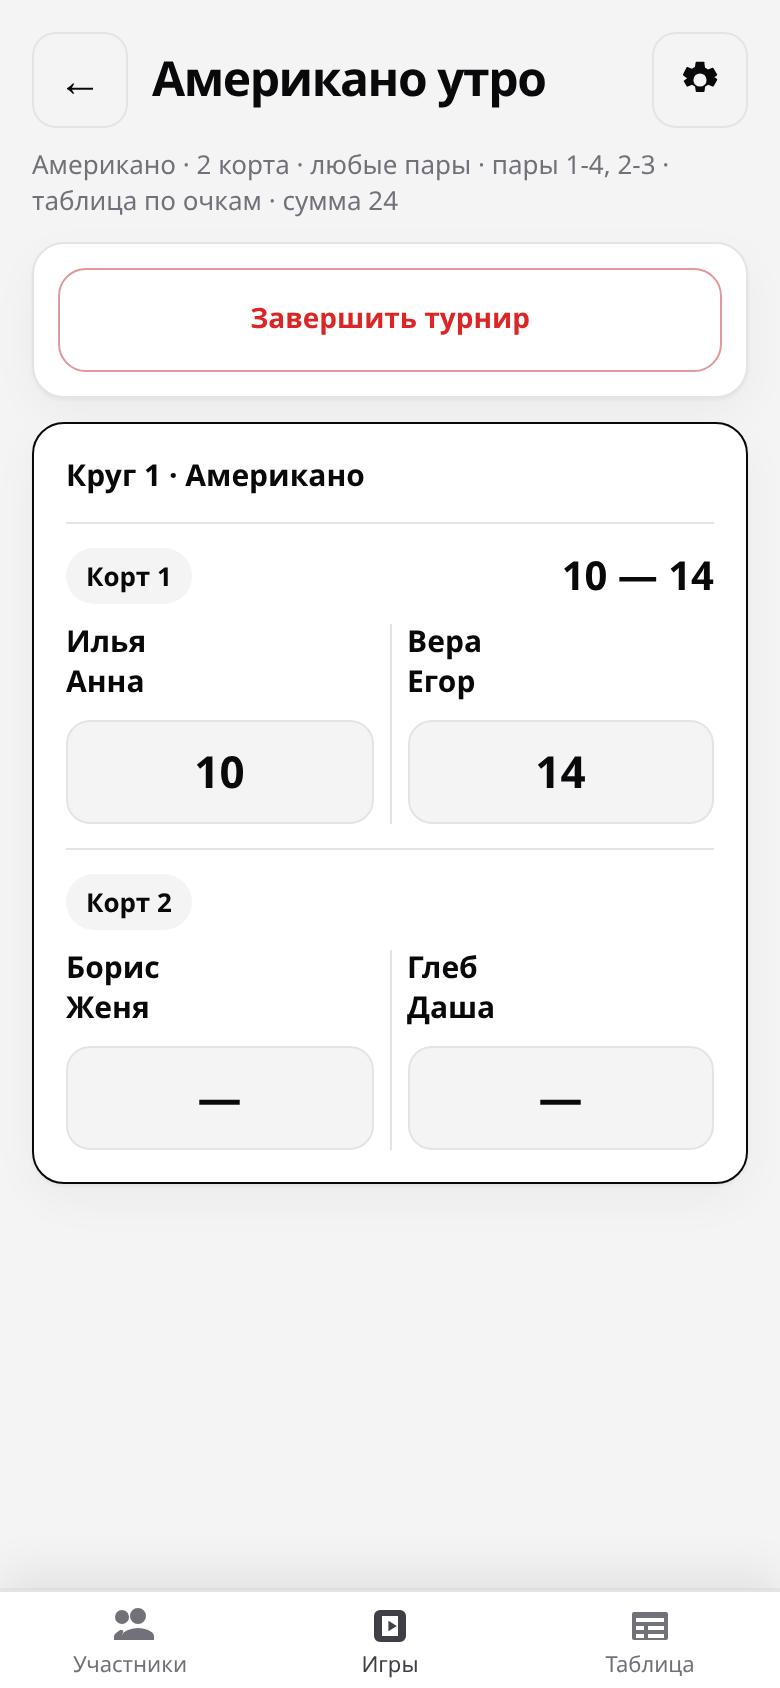 ← Американо утро
Американо · 2 корта · любые пары · пары 1-4, 2-3 ·
таблица по очкам · сумма 24
Завершить турнир
Круг 1 · Американо
Корт 1 10 — 14
Илья Вера
Анна Егор
10 14
Корт 2
Борис Глеб
Женя Даша
— —
Участники Игры Таблица